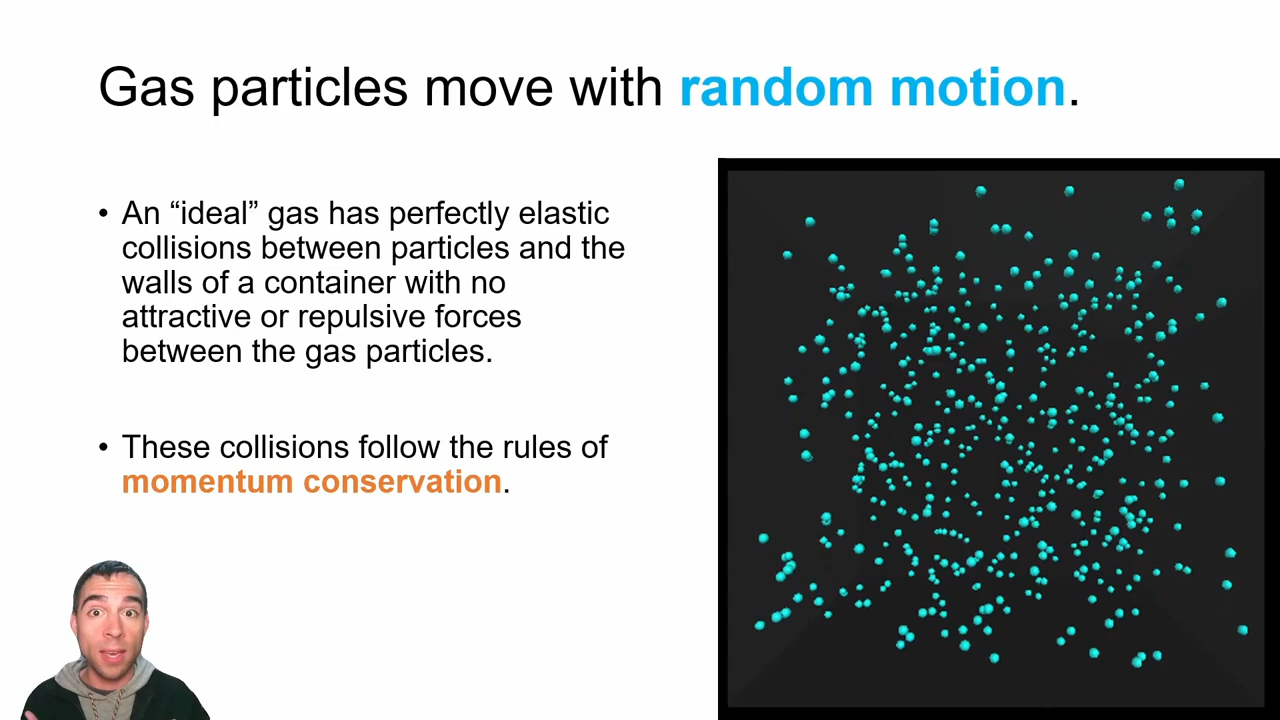 Gas particles move with random motion.
• An “ideal” gas has perfectly elastic
collisions between particles and the
walls of a container with no
attractive or repulsive forces
between the gas particles.
• These collisions follow the rules of
momentum conservation.